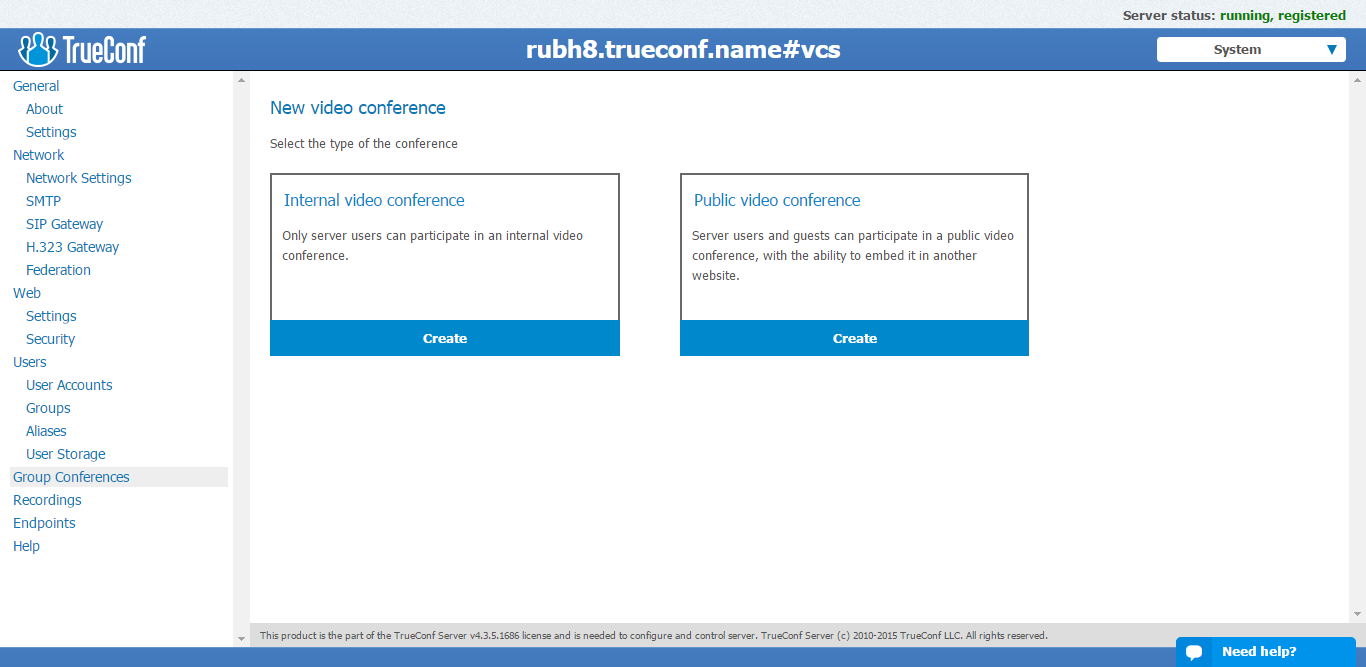 Server status: running, registered
TrueConf
rubh8.trueconf.name#vcs
System
General
About
Settings
Network
Network Settings
SMTP
SIP Gateway
H.323 Gateway
Federation
Web
Settings
Security
Users
User Accounts
Groups
Aliases
User Storage
Group Conferences
Recordings
Endpoints
Help
New video conference
Select the type of the conference
Internal video conference
Only server users can participate in an internal video
conference.
Create
Public video conference
Server users and guests can participate in a public video
conference, with the ability to embed it in another
website.
Create
This product is the part of the TrueConf Server v4.3.5.1686 license and is needed to configure and control server. TrueConf Server (c) 2010-2015 TrueConf LLC. All rights reserved.
Need help?